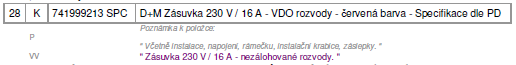 28 K 741999213 SPC D+M Zásuvka 230 V / 16 A - VDO rozvody - červená barva - Specifikace dle PD
Poznámka k položce:
P
" Včetně instalace, napojení, rámečku, instalační krabice, záslepky. "
VV " Zásuvka 230 V / 16 A - nezálohované rozvody. "